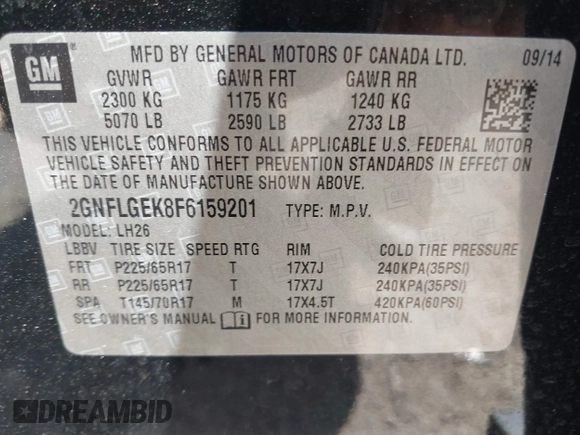 GM
MFD BY GENERAL MOTORS OF CANADA LTD. 09/14
GVWR GAWR FRT GAWR RR
2300 KG 1175 KG 1240 KG
5070 LB 2590 LB 2733 LB
THIS VEHICLE CONFORMS TO ALL APPLICABLE U.S. FEDERAL MOTOR
VEHICLE SAFETY AND THEFT PREVENTION STANDARDS IN EFFECT ON
THE DATE OF MANUFACTURE SHOWN ABOVE.
2GNFLGEK8F6159201 TYPE: M.P.V.
MODEL: LH26
LBBV TIRE SIZE SPEED RTG RIM COLD TIRE PRESSURE
FRT P225/65R17 T 17X7J 240KPA(35PSI)
RR P225/65R17 T 17X7J 240KPA(35PSI)
SPA T145/70R17 M 17X4.5T 420KPA(60PSI)
SEE OWNER'S MANUAL FOR MORE INFORMATION.
DREAMBID